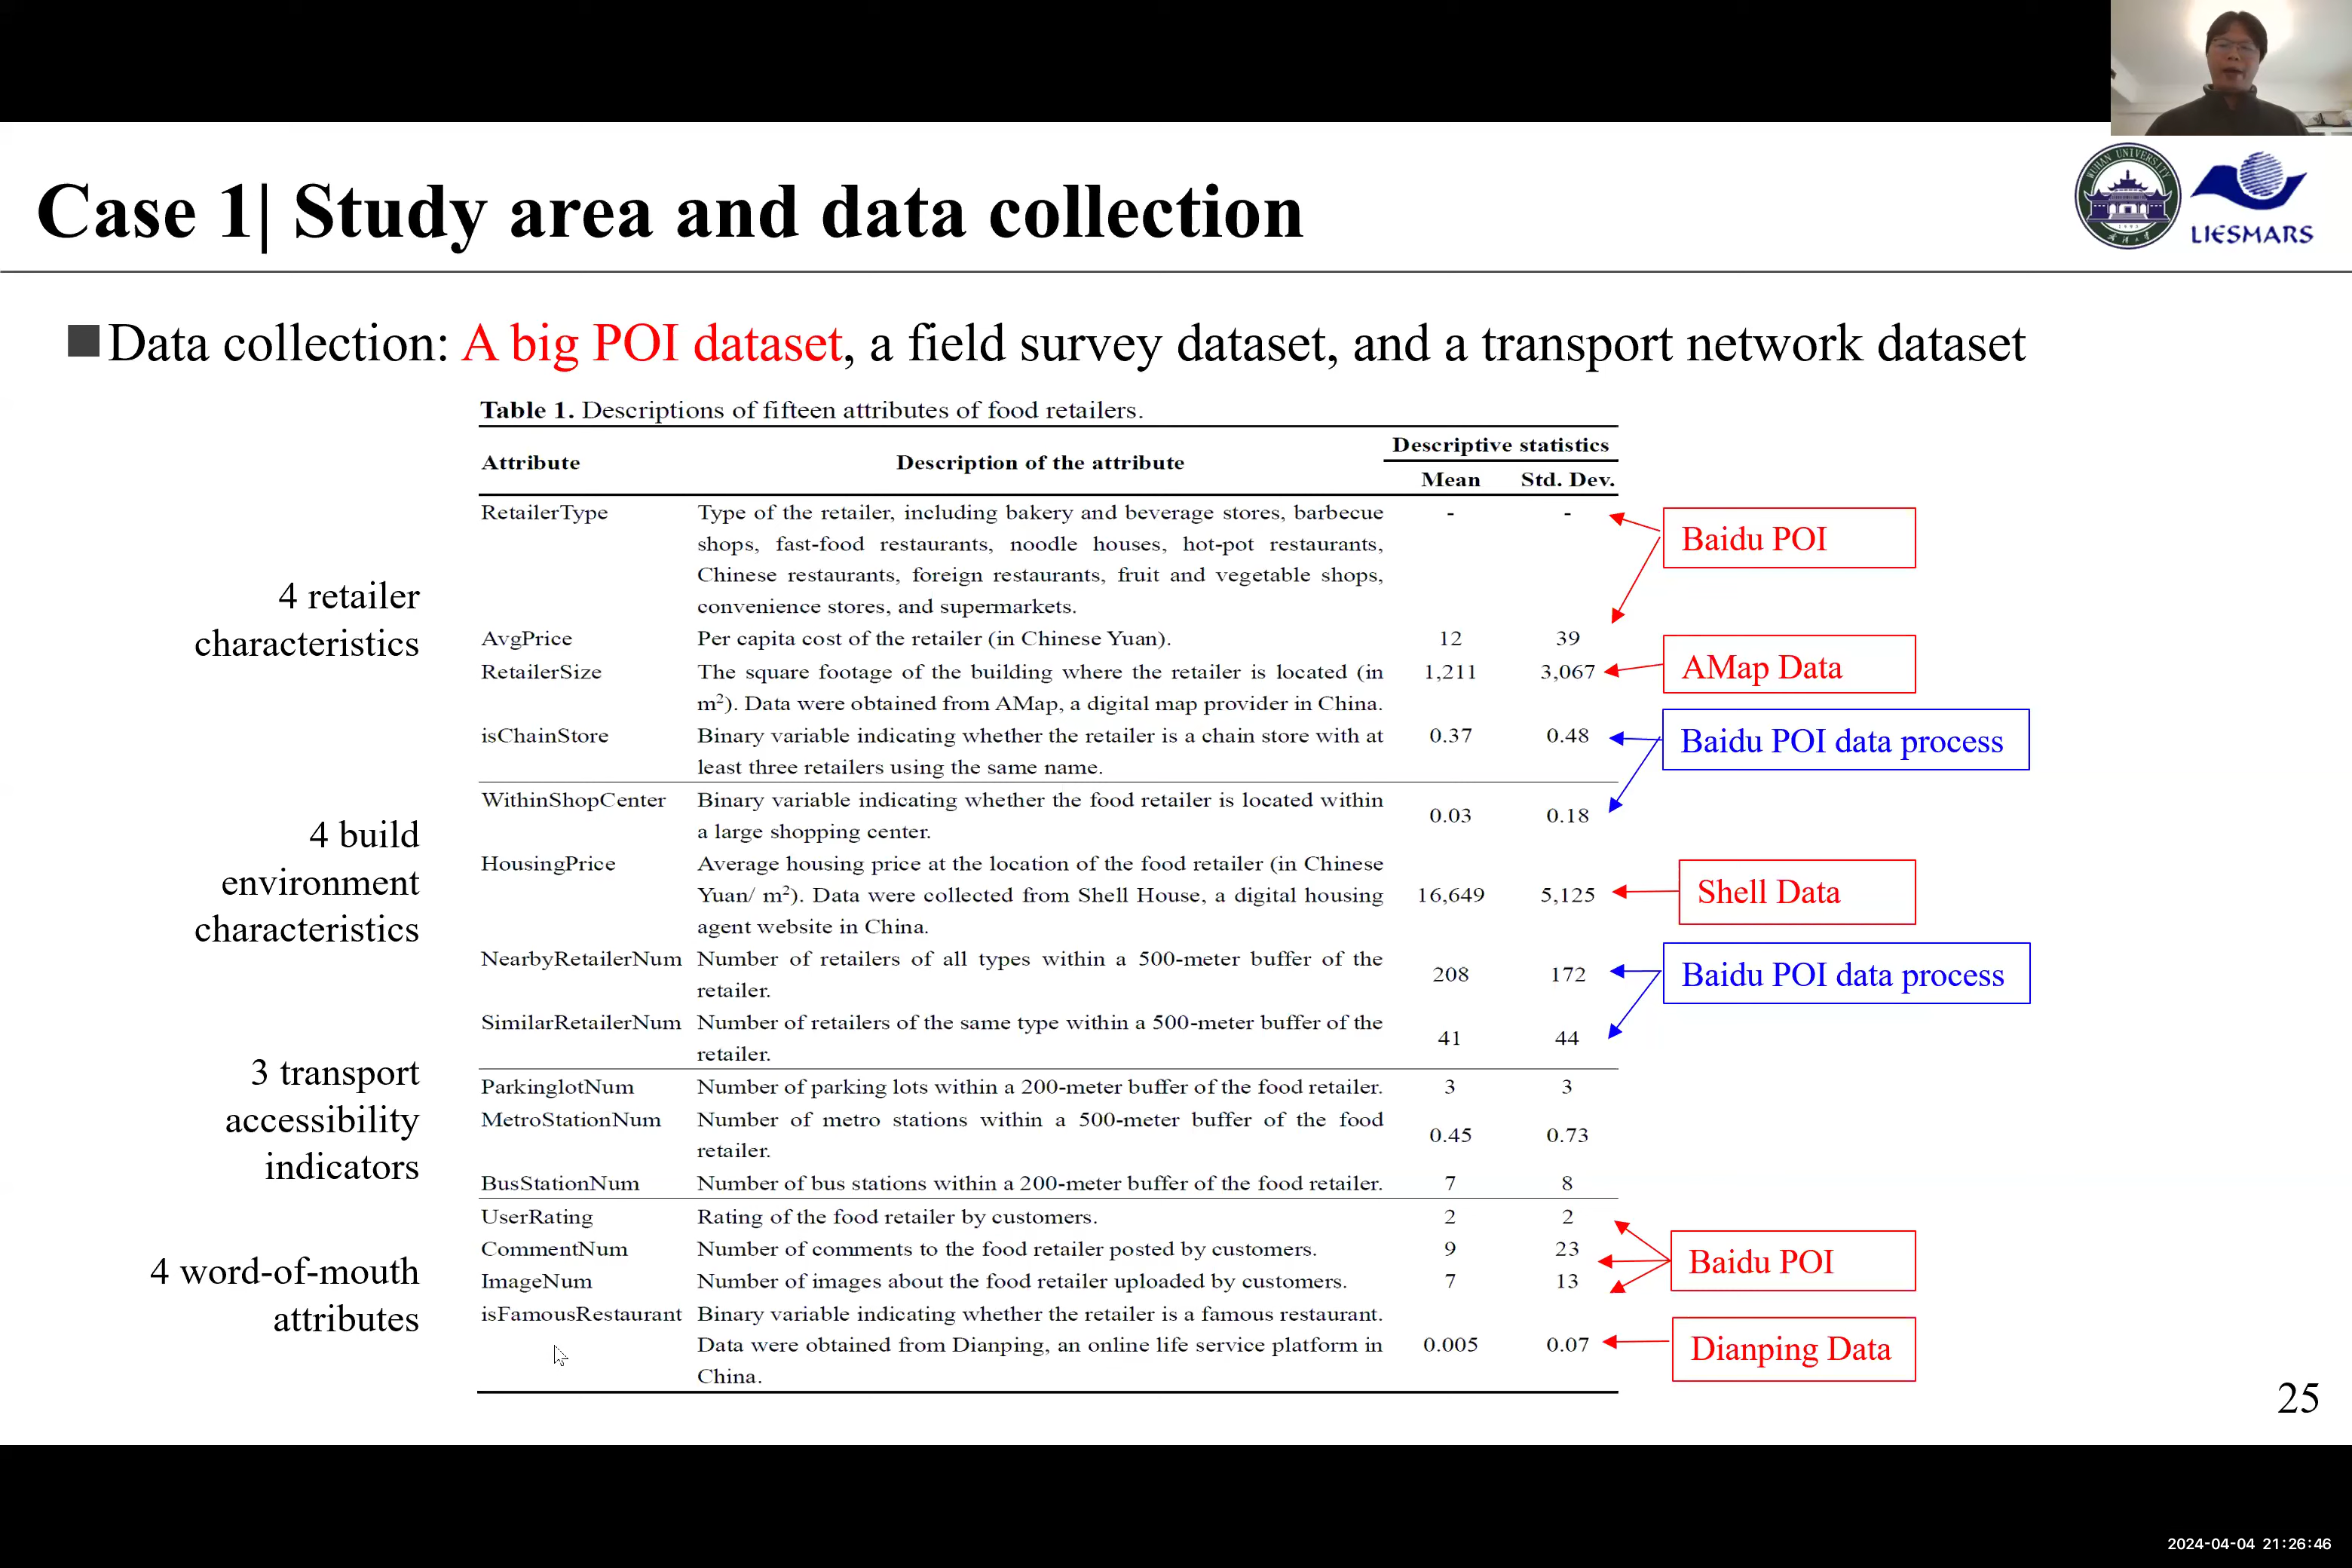 WUHAN UNIVERSITY
1893
LIESMARS
Case 1| Study area and data collection
Data collection: A big POI dataset, a field survey dataset, and a transport network dataset
Table 1. Descriptions of fifteen attributes of food retailers.
Attribute Description of the attribute Descriptive statistics
Mean Std. Dev.
4 retailer
characteristics
RetailerType Type of the retailer, including bakery and beverage stores, barbecue - -
shops, fast-food restaurants, noodle houses, hot-pot restaurants,
Chinese restaurants, foreign restaurants, fruit and vegetable shops,
convenience stores, and supermarkets.
AvgPrice Per capita cost of the retailer (in Chinese Yuan). 12 39
Baidu POI
RetailerSize The square footage of the building where the retailer is located (in 1,211 3,067
m²). Data were obtained from AMap, a digital map provider in China.
AMap Data
isChainStore Binary variable indicating whether the retailer is a chain store with at 0.37 0.48
least three retailers using the same name.
Baidu POI data process
4 build
environment
characteristics
WithinShopCenter Binary variable indicating whether the food retailer is located within 0.03 0.18
a large shopping center.
HousingPrice Average housing price at the location of the food retailer (in Chinese
Yuan/ m²). Data were collected from Shell House, a digital housing 16,649 5,125
agent website in China.
Shell Data
NearbyRetailerNum Number of retailers of all types within a 500-meter buffer of the 208 172
retailer.
SimilarRetailerNum Number of retailers of the same type within a 500-meter buffer of the 41 44
retailer.
Baidu POI data process
3 transport
accessibility
indicators
ParkinglotNum Number of parking lots within a 200-meter buffer of the food retailer. 3 3
MetroStationNum Number of metro stations within a 500-meter buffer of the food 0.45 0.73
retailer.
BusStationNum Number of bus stations within a 200-meter buffer of the food retailer. 7 8
4 word-of-mouth
attributes
UserRating Rating of the food retailer by customers. 2 2
CommentNum Number of comments to the food retailer posted by customers. 9 23
ImageNum Number of images about the food retailer uploaded by customers. 7 13
Baidu POI
isFamousRestaurant Binary variable indicating whether the retailer is a famous restaurant.
Data were obtained from Dianping, an online life service platform in 0.005 0.07
China.
Dianping Data
25
2024-04-04 21:26:46